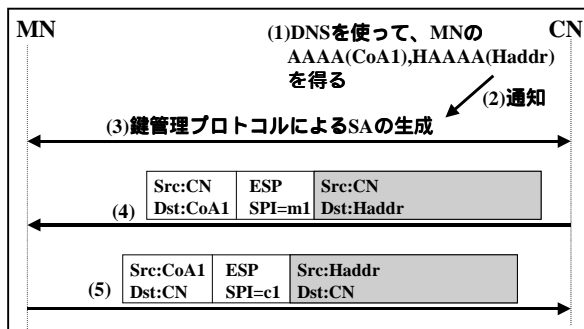 MN
CN
(1)DNSを使って、MNの
AAAA(CoA1),HAAAA(Haddr)
を得る
(2)通知
(3)鍵管理プロトコルによるSAの生成
(4)
Src:CN
Dst:CoA1
ESP
SPI=m1
Src:CN
Dst:Haddr
(5)
Src:CoA1
Dst:CN
ESP
SPI=c1
Src:Haddr
Dst:CN